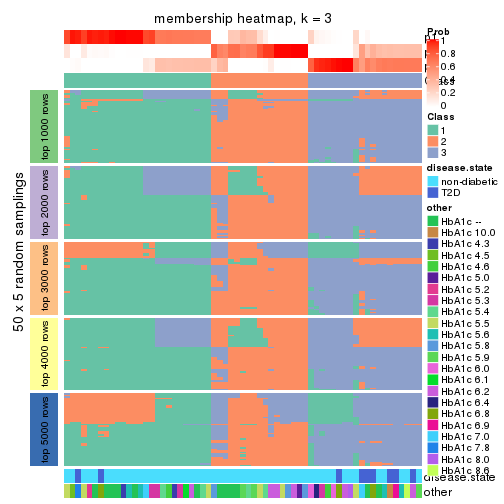 membership heatmap, k = 3
50 x 5 random samplings
top 1000 rows
top 2000 rows
top 3000 rows
top 4000 rows
top 5000 rows
Prob
1
0.8
0.6
0.4
0.2
0
Class
1
2
3
disease.state
non-diabetic
T2D
other
HbA1c --
HbA1c 10.0
HbA1c 4.3
HbA1c 4.5
HbA1c 4.6
HbA1c 5.0
HbA1c 5.2
HbA1c 5.3
HbA1c 5.4
HbA1c 5.5
HbA1c 5.6
HbA1c 5.8
HbA1c 5.9
HbA1c 6.0
HbA1c 6.1
HbA1c 6.2
HbA1c 6.4
HbA1c 6.8
HbA1c 6.9
HbA1c 7.0
HbA1c 7.8
HbA1c 8.0
HbA1c 8.6
disease.state
other